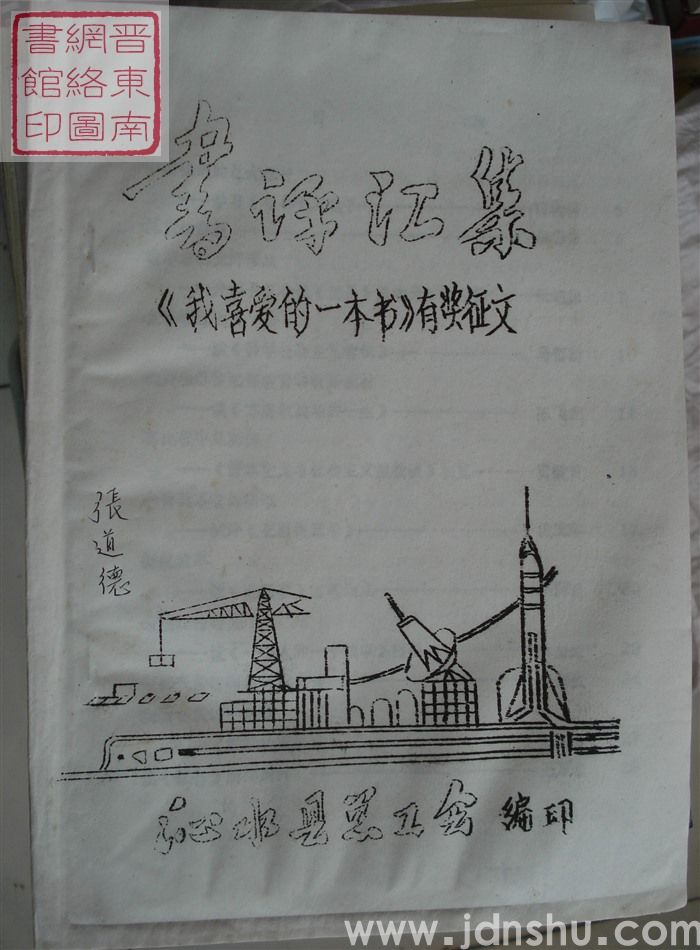 晋東南
網絡圖
書館印
書评汇集
《我喜爱的一本书》有奖征文
張道德
沁水县总工会 编印
www.jdnshu.com